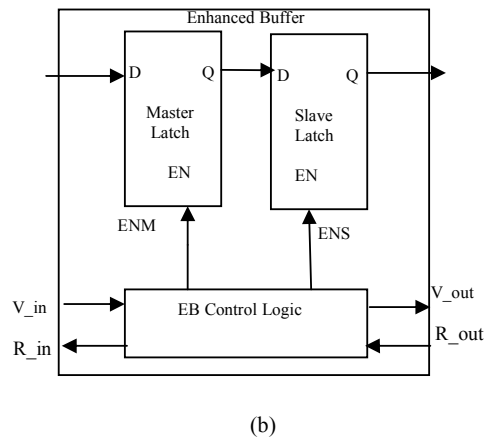 Enhanced Buffer
D Q
Master
Latch
EN
D Q
Slave
Latch
EN
ENM
ENS
V_in
EB Control Logic
V_out
R_in
R_out
(b)